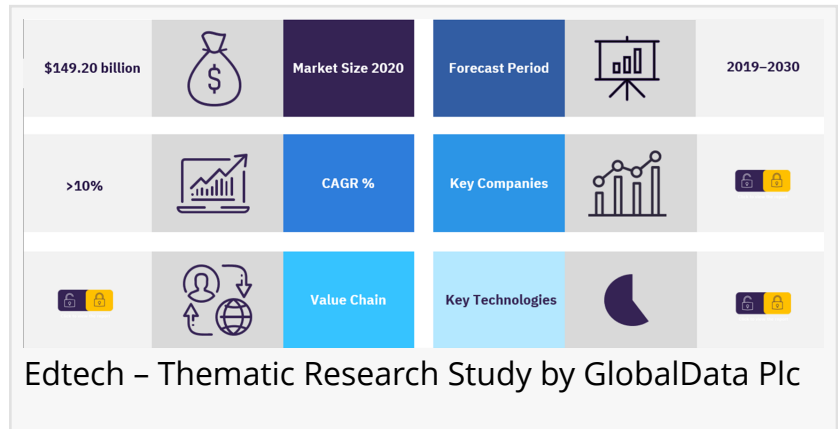 $149.20 billion
Market Size 2020
Forecast Period
2019–2030
>10%
CAGR %
Key Companies
Value Chain
Key Technologies
Edtech – Thematic Research Study by GlobalData Plc